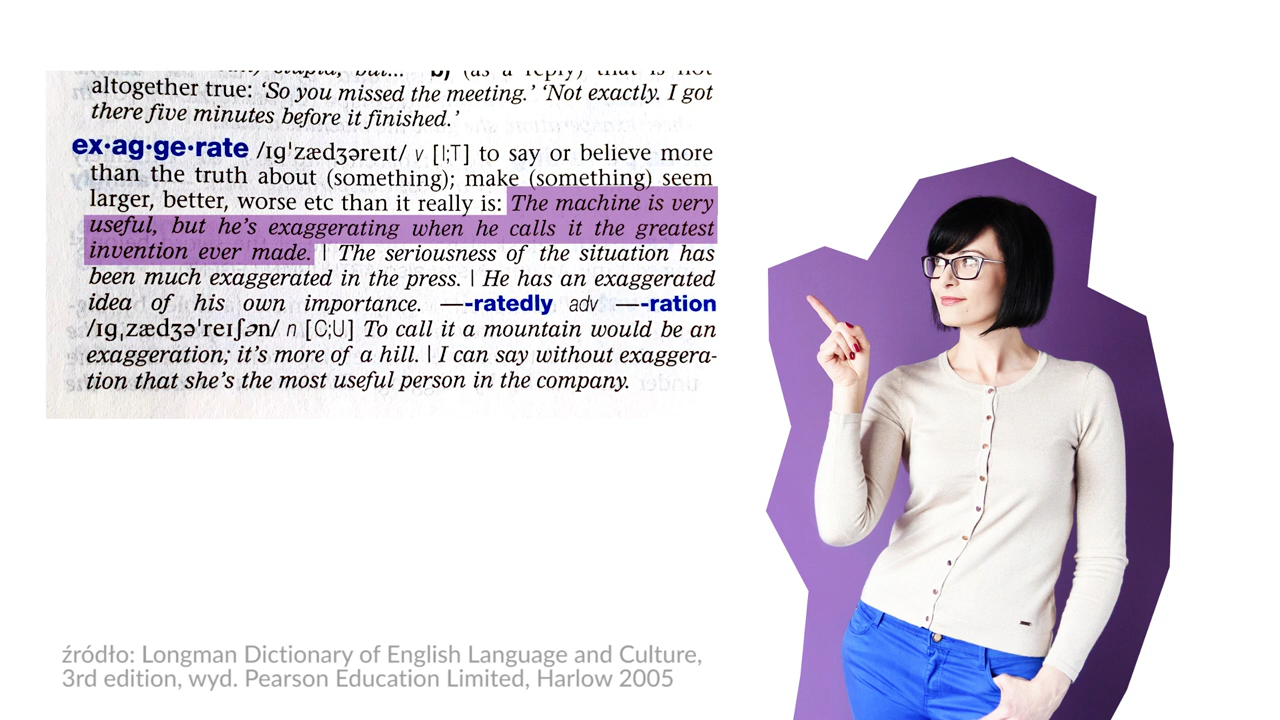 b) (as a reply) that is not
altogether true: ‘So you missed the meeting.’ ‘Not exactly. I got
there five minutes before it finished.’
ex·ag·ge·rate /ɪɡˈzædʒəreɪt/ v [I;T] to say or believe more
than the truth about (something); make (something) seem
larger, better, worse etc than it really is: The machine is very
useful, but he’s exaggerating when he calls it the greatest
invention ever made. | The seriousness of the situation has
been much exaggerated in the press. | He has an exaggerated
idea of his own importance. —-ratedly adv —-ration
/ɪɡˌzædʒəˈreɪʃən/ n [C;U] To call it a mountain would be an
exaggeration; it’s more of a hill. | I can say without exaggera-
tion that she’s the most useful person in the company.
źródło: Longman Dictionary of English Language and Culture,
3rd edition, wyd. Pearson Education Limited, Harlow 2005